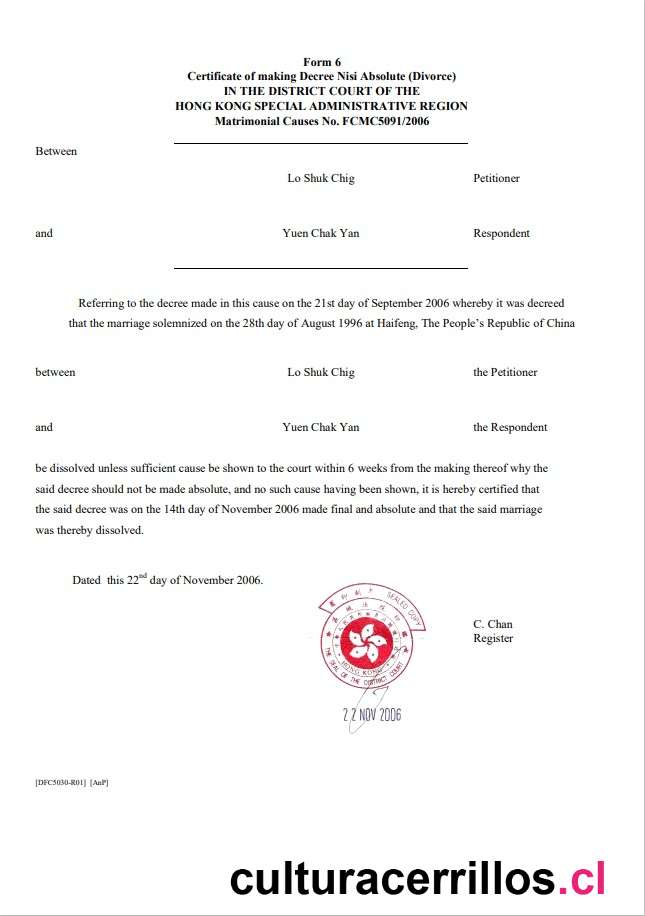 Form 6
Certificate of making Decree Nisi Absolute (Divorce)
IN THE DISTRICT COURT OF THE
HONG KONG SPECIAL ADMINISTRATIVE REGION
Matrimonial Causes No. FCMC5091/2006
Between
Lo Shuk Chig Petitioner
and Yuen Chak Yan Respondent
Referring to the decree made in this cause on the 21st day of September 2006 whereby it was decreed
that the marriage solemnized on the 28th day of August 1996 at Haifeng, The People’s Republic of China
between Lo Shuk Chig the Petitioner
and Yuen Chak Yan the Respondent
be dissolved unless sufficient cause be shown to the court within 6 weeks from the making thereof why the
said decree should not be made absolute, and no such cause having been shown, it is hereby certified that
the said decree was on the 14th day of November 2006 made final and absolute and that the said marriage
was thereby dissolved.
Dated this 22nd day of November 2006.
SEALED COPY
HONG KONG
THE SEAL OF THE DISTRICT COURT
C. Chan
Register
22 NOV 2006
[DFC5030-R01] [AnP]
culturacerrillos.cl